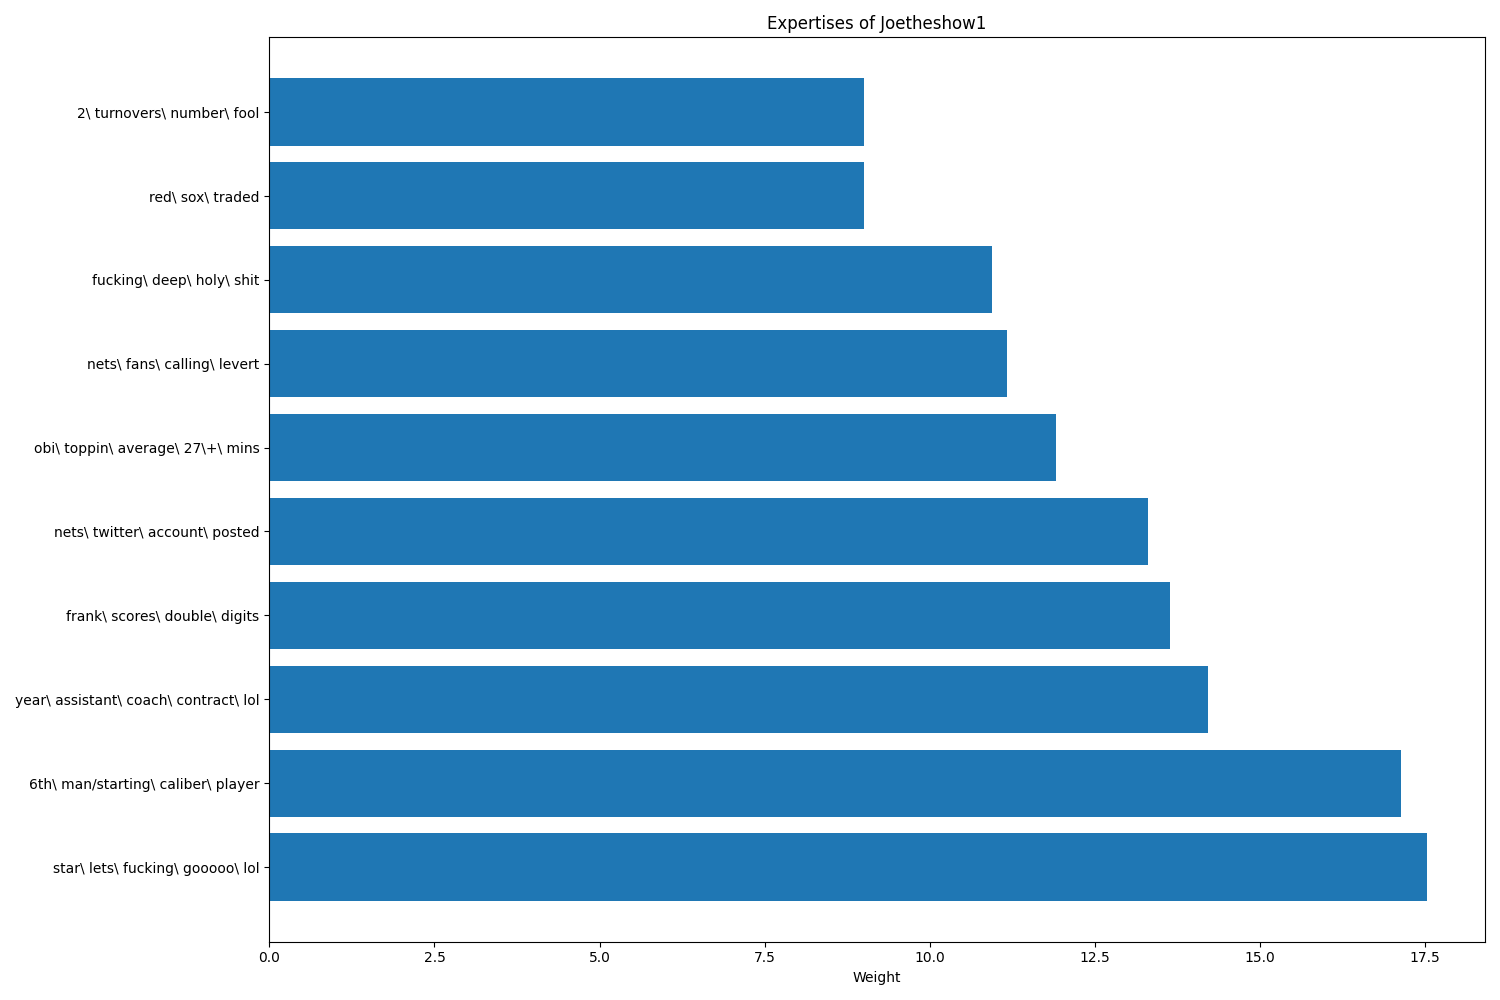 Expertises of Joetheshow1
2\ turnovers\ number\ fool
red\ sox\ traded
fucking\ deep\ holy\ shit
nets\ fans\ calling\ levert
obi\ toppin\ average\ 27\+\ mins
nets\ twitter\ account\ posted
frank\ scores\ double\ digits
year\ assistant\ coach\ contract\ lol
6th\ man/starting\ caliber\ player
star\ lets\ fucking\ gooooo\ lol
0.0 2.5 5.0 7.5 10.0 12.5 15.0 17.5
Weight